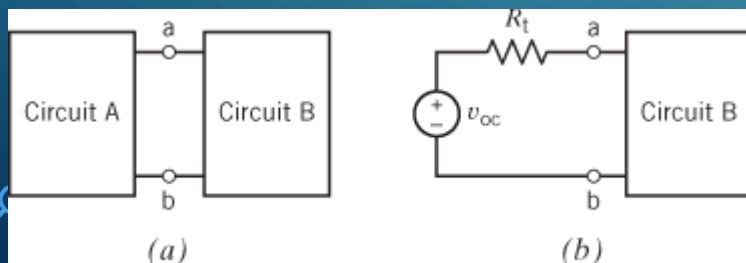 a
Circuit A
Circuit B
b
(a)
Rt
a
+
−
voc
Circuit B
b
(b)